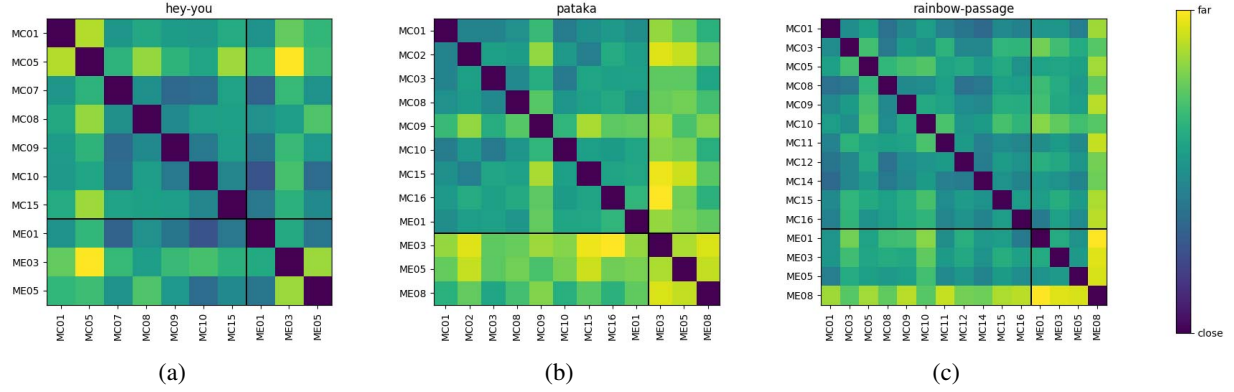 hey-you
MC01
MC05
MC07
MC08
MC09
MC10
MC15
ME01
ME03
ME05
MC01
MC05
MC07
MC08
MC09
MC10
MC15
ME01
ME03
ME05
(a)
pataka
MC01
MC02
MC03
MC08
MC09
MC10
MC15
MC16
ME01
ME03
ME05
ME08
MC01
MC02
MC03
MC08
MC09
MC10
MC15
MC16
ME01
ME03
ME05
ME08
(b)
rainbow-passage
MC01
MC03
MC05
MC08
MC09
MC10
MC11
MC12
MC14
MC15
MC16
ME01
ME03
ME05
ME08
MC01
MC03
MC05
MC08
MC09
MC10
MC11
MC12
MC14
MC15
MC16
ME01
ME03
ME05
ME08
(c)
far
close